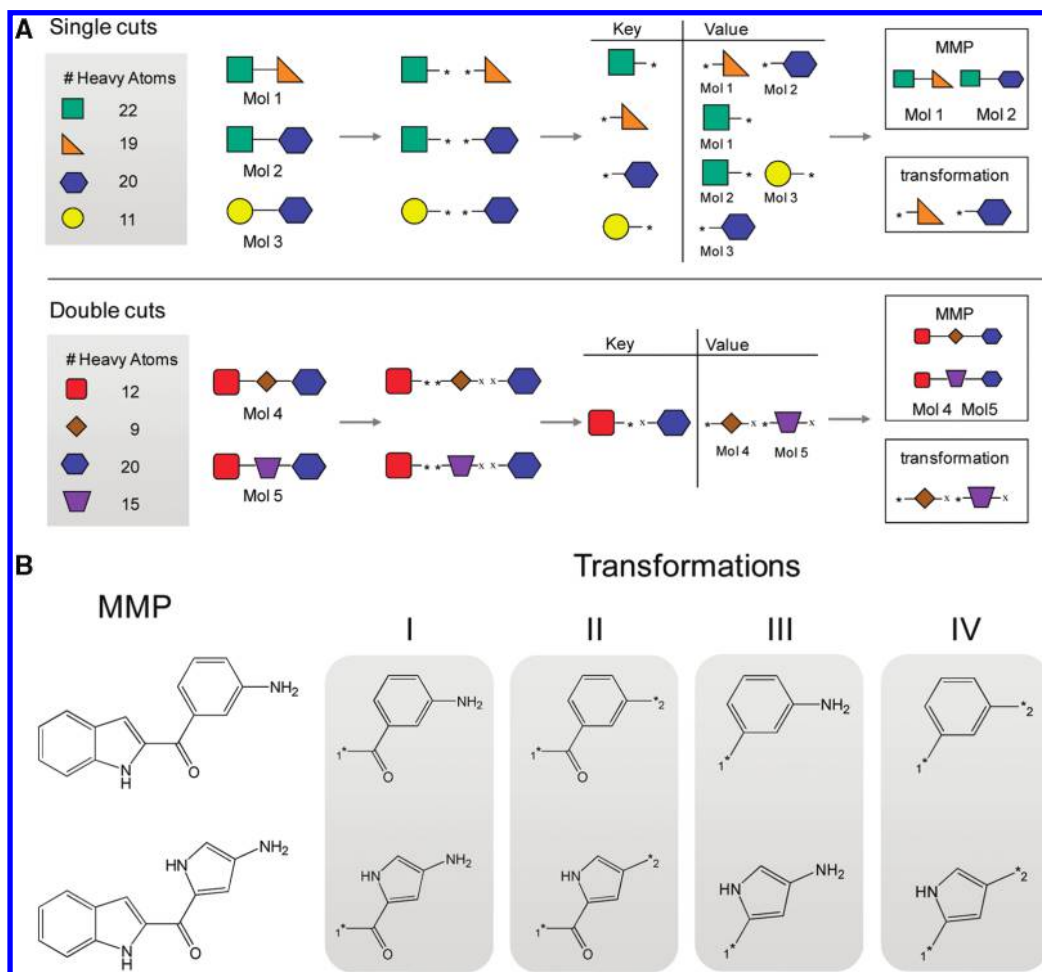 A
Single cuts
# Heavy Atoms
22
19
20
11
Mol 1
Mol 2
Mol 3
* *
* *
* *
Key Value
*
* *
Mol 1 Mol 2
*
*
Mol 1
*
* *
Mol 2 Mol 3
*
*
Mol 3
MMP
Mol 1 Mol 2
transformation
* *
Double cuts
# Heavy Atoms
12
9
20
15
Mol 4
Mol 5
* * x x
* * x x
Key Value
* x
* x * x
Mol 4 Mol 5
MMP
Mol 4 Mol5
transformation
* x * x
B
MMP
Transformations
I II III IV
NH2
N
H
O
HN
NH2
N
H
O
NH2
1*
O
HN
NH2
1*
O
*2
1*
O
HN
*2
1*
O
NH2
1*
HN
NH2
1*
*2
1*
HN
*2
1*